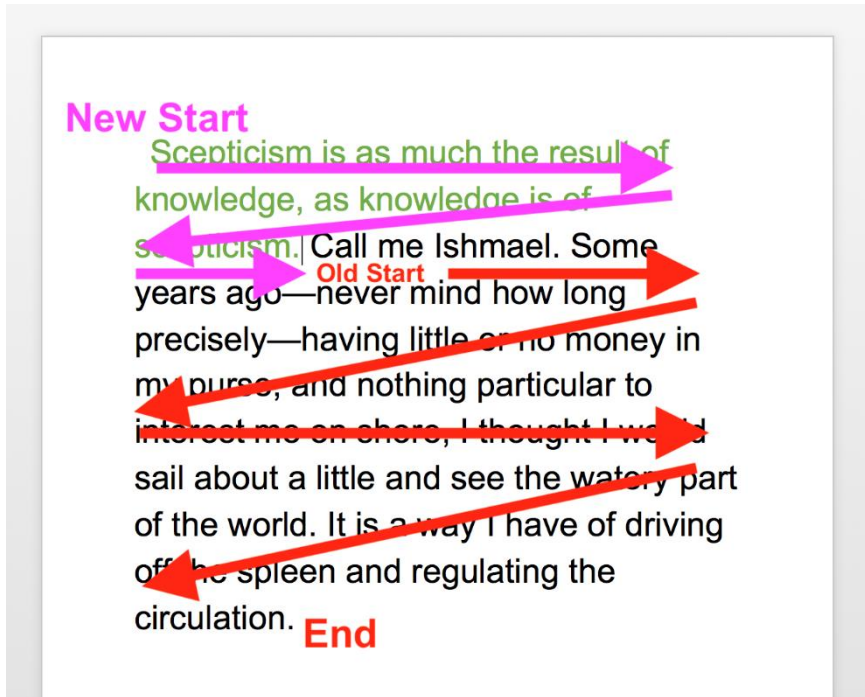 New Start
Scepticism is as much the result of
knowledge, as knowledge is of
scepticism. Call me Ishmael. Some
Old Start
years ago—never mind how long
precisely—having little or no money in
my purse, and nothing particular to
interest me on shore, I thought I would
sail about a little and see the watery part
of the world. It is a way I have of driving
off the spleen and regulating the
circulation.
End